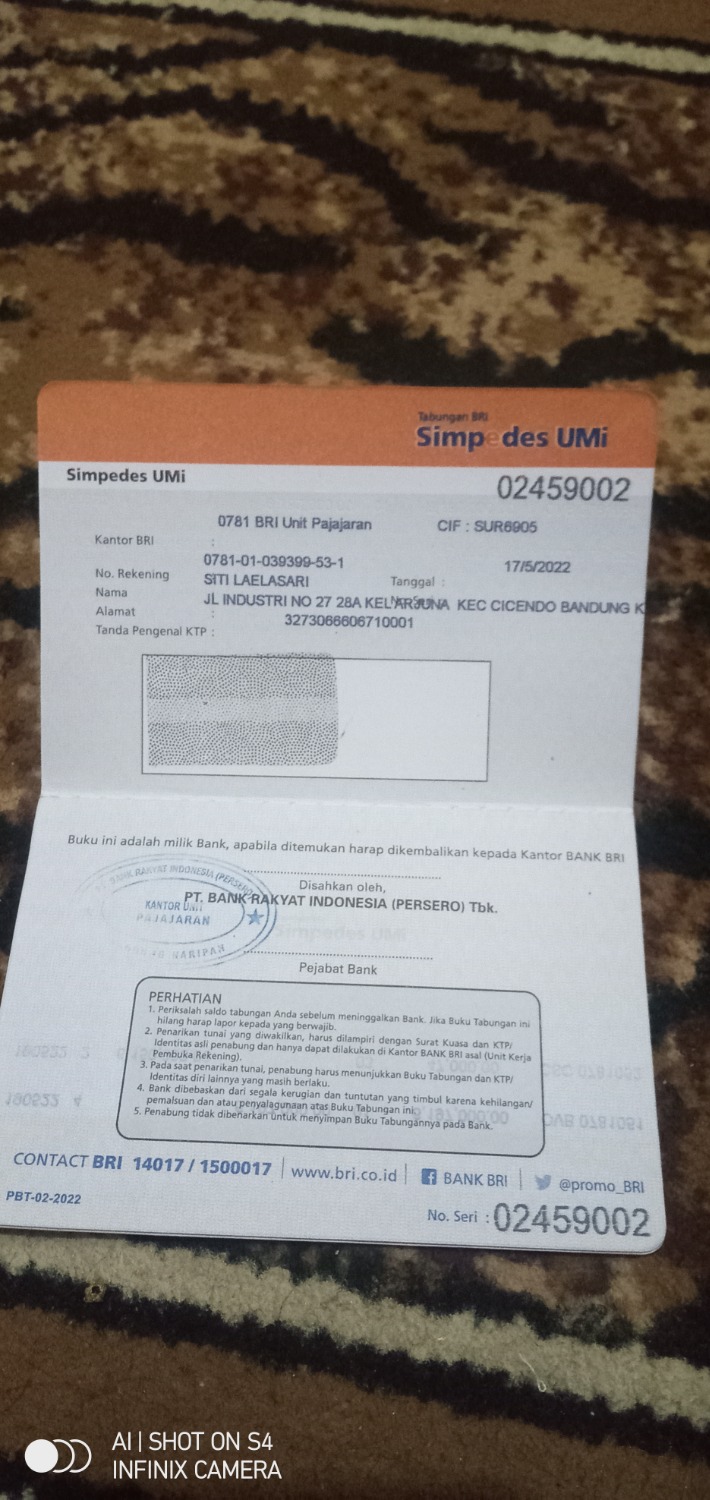 Tabungan BRI
Simpedes UMi
Simpedes UMi
02459002
0781 BRI Unit Pajajaran
CIF : SUR6905
Kantor BRI :
0781-01-039399-53-1
17/5/2022
No. Rekening
SITI LAELASARI
Tanggal :
Nama
JL INDUSTRI NO 27 28A KEL ARJUNA KEC CICENDO BANDUNG K
Alamat :
3273066606710001
Tanda Pengenal KTP :
Buku ini adalah milik Bank, apabila ditemukan harap dikembalikan kepada Kantor BANK BRI
Disahkan oleh,
PT. BANK RAKYAT INDONESIA (PERSERO) Tbk.
BANK RAKYAT INDONESIA (PERSERO)
KANTOR UNIT
PAJAJARAN
Pejabat Bank
PERHATIAN
1. Periksalah saldo tabungan Anda sebelum meninggalkan Bank. Jika Buku Tabungan ini
hilang harap lapor kepada yang berwajib.
2. Penarikan tunai yang diwakilkan, harus dilampiri dengan Surat Kuasa dan KTP/
Identitas asli penabung dan hanya dapat dilakukan di Kantor BANK BRI asal (Unit Kerja
Pembuka Rekening).
3. Pada saat penarikan tunai, penabung harus menunjukkan Buku Tabungan dan KTP/
Identitas diri lainnya yang masih berlaku.
4. Bank dibebaskan dari segala kerugian dan tuntutan yang timbul karena kehilangan/
pemalsuan dan atau penyalagunaan atas Buku Tabungan ini.
5. Penabung tidak dibenarkan untuk menyimpan Buku Tabungannya pada Bank.
CONTACT BRI 14017 / 1500017 | www.bri.co.id | BANK BRI | @promo_BRI
PBT-02-2022
No. Seri : 02459002
AI | SHOT ON S4
INFINIX CAMERA